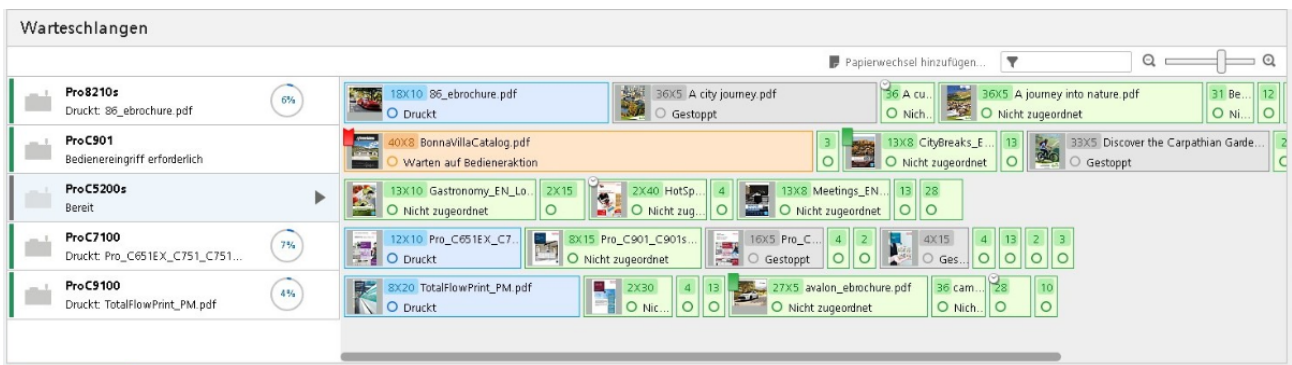 Warteschlangen
Papierwechsel hinzufügen...
Pro8210s
Druckt: 86_ebrochure.pdf
6%
18X10 86_ebrochure.pdf
Druckt
36X5 A city journey.pdf
Gestoppt
36 A cu..
Nich..
36X5 A journey into nature.pdf
Nicht zugeordnet
31 Be...
Ni...
12
ProC901
Bedienereingriff erforderlich
40X8 BonnaVillaCatalog.pdf
Warten auf Bedieneraktion
3
13X8 CityBreaks_E...
Nicht zugeordnet
13
33X5 Discover the Carpathian Garde...
Gestoppt
2
ProC5200s
Bereit
13X10 Gastronomy_EN_Lo..
Nicht zugeordnet
2X15
2X40 HotSp...
Nicht zug...
4
13X8 Meetings_EN...
Nicht zugeordnet
13
28
ProC7100
Druckt: Pro_C651EX_C751_C751...
7%
12X10 Pro_C651EX_C7..
Druckt
8X15 Pro_C901_C901s...
Nicht zugeordnet
16X5 Pro_C...
Gestoppt
4
2
4X15
Ges...
4
13
2
3
ProC9100
Druckt: TotalFlowPrint_PM.pdf
4%
8X20 TotalFlowPrint_PM.pdf
Druckt
2X30
Nic...
4
13
27X5 avalon_ebrochure.pdf
Nicht zugeordnet
36 cam...
Nich..
28
10